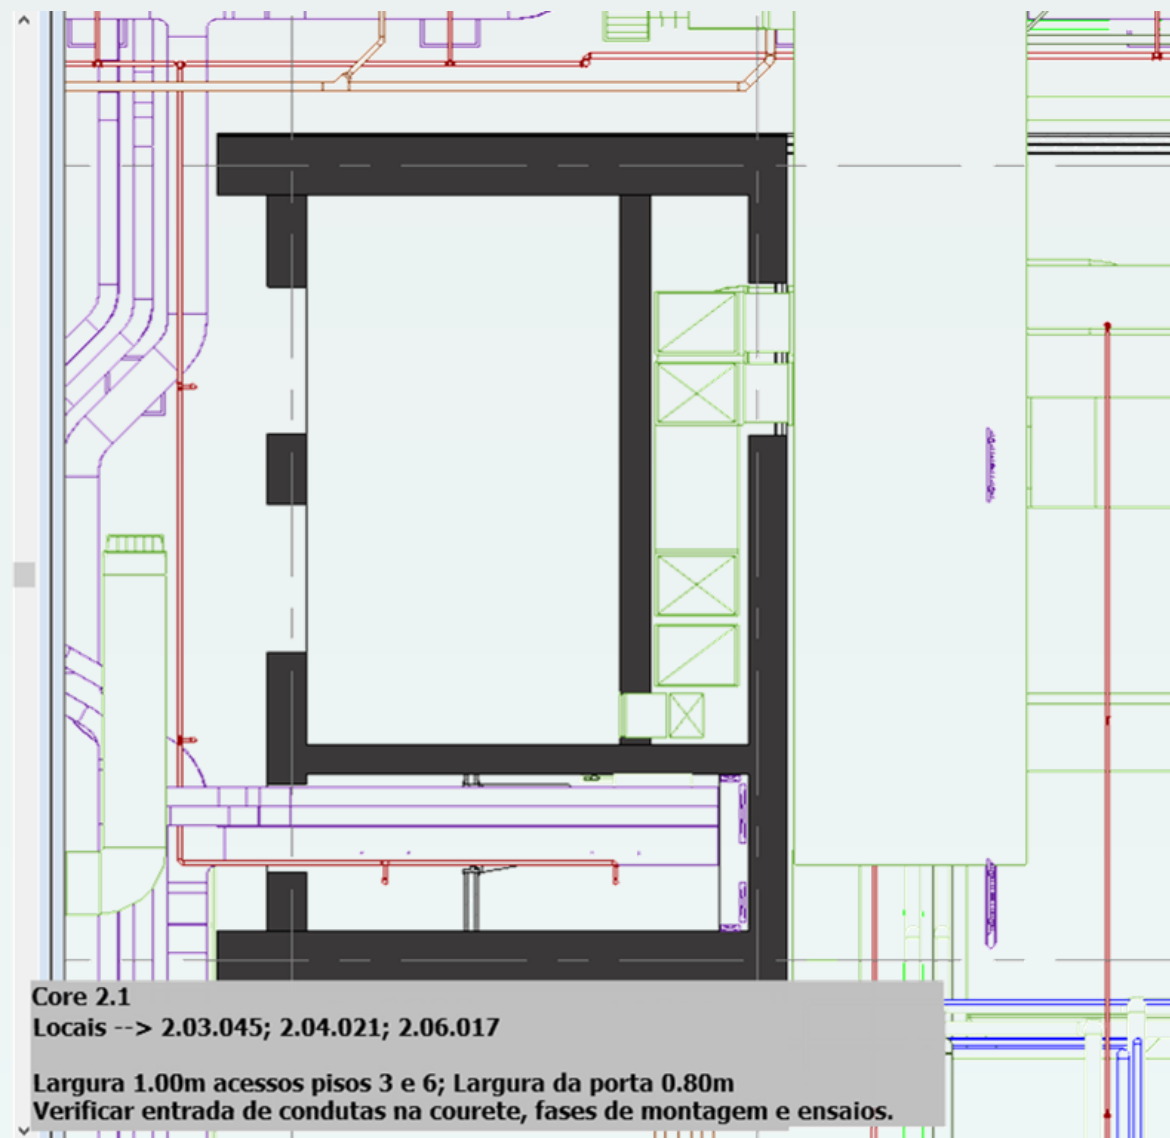 Core 2.1
Locais --> 2.03.045; 2.04.021; 2.06.017
Largura 1.00m acessos pisos 3 e 6; Largura da porta 0.80m
Verificar entrada de condutas na courete, fases de montagem e ensaios.